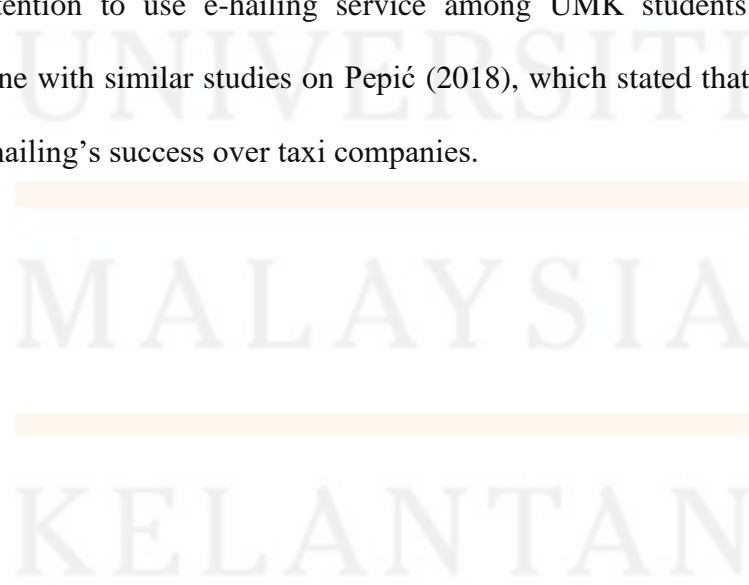 tention to use e-hailing service among UMK students
UNIVERSITI
ne with similar studies on Pepić (2018), which stated that
hailing's success over taxi companies.
MALAYSIA
KELANTAN